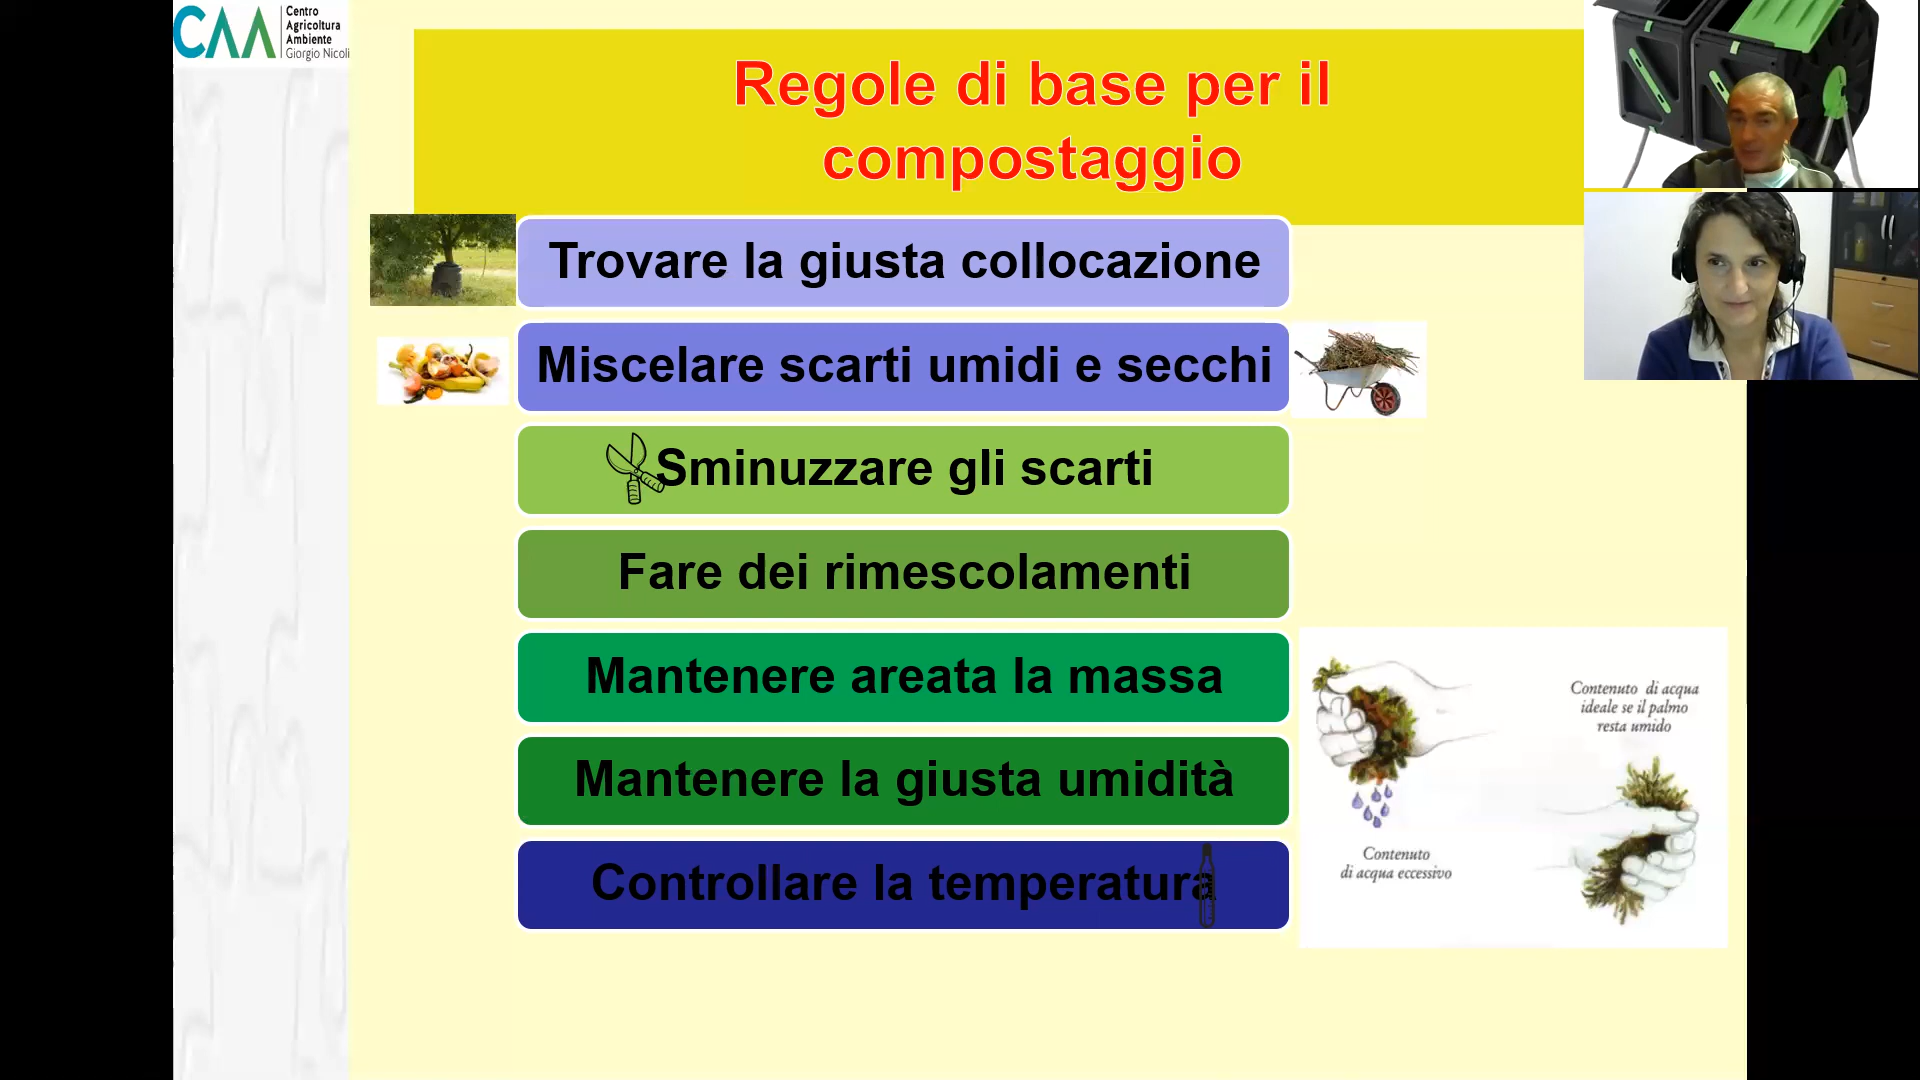 CAA
Centro
Agricoltura
Ambiente
Giorgio Nicoli
Regole di base per il
compostaggio
Trovare la giusta collocazione
Miscelare scarti umidi e secchi
Sminuzzare gli scarti
Fare dei rimescolamenti
Mantenere areata la massa
Mantenere la giusta umidità
Controllare la temperatura
Contenuto di acqua
ideale se il palmo
resta umido
Contenuto
di acqua eccessivo